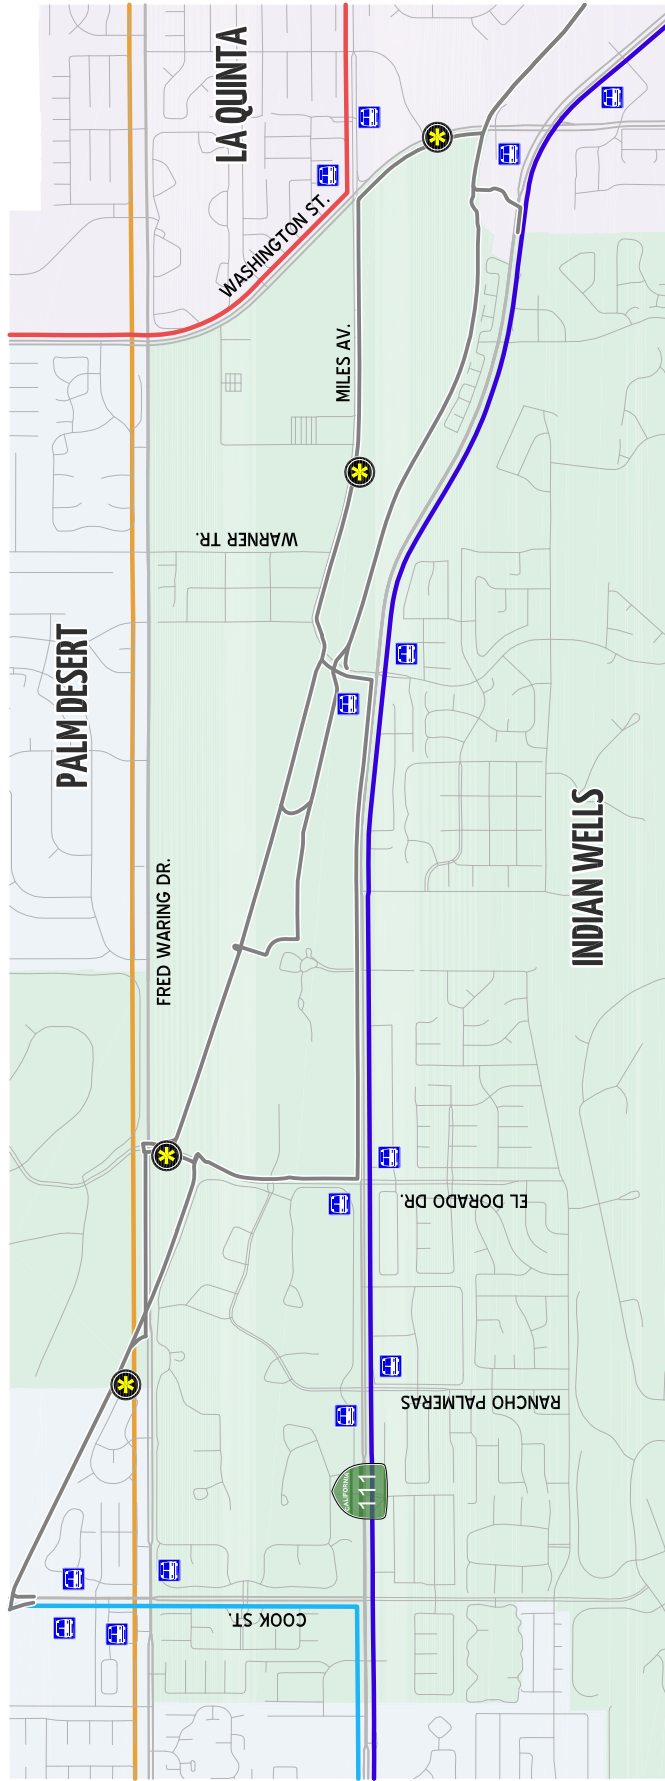 LA QUINTA
WASHINGTON ST.
MILES AV.
WARNER TR.
PALM DESERT
FRED WARING DR.
INDIAN WELLS
EL DORADO DR.
RANCHO PALMERAS
CALIFORNIA
111
COOK ST.